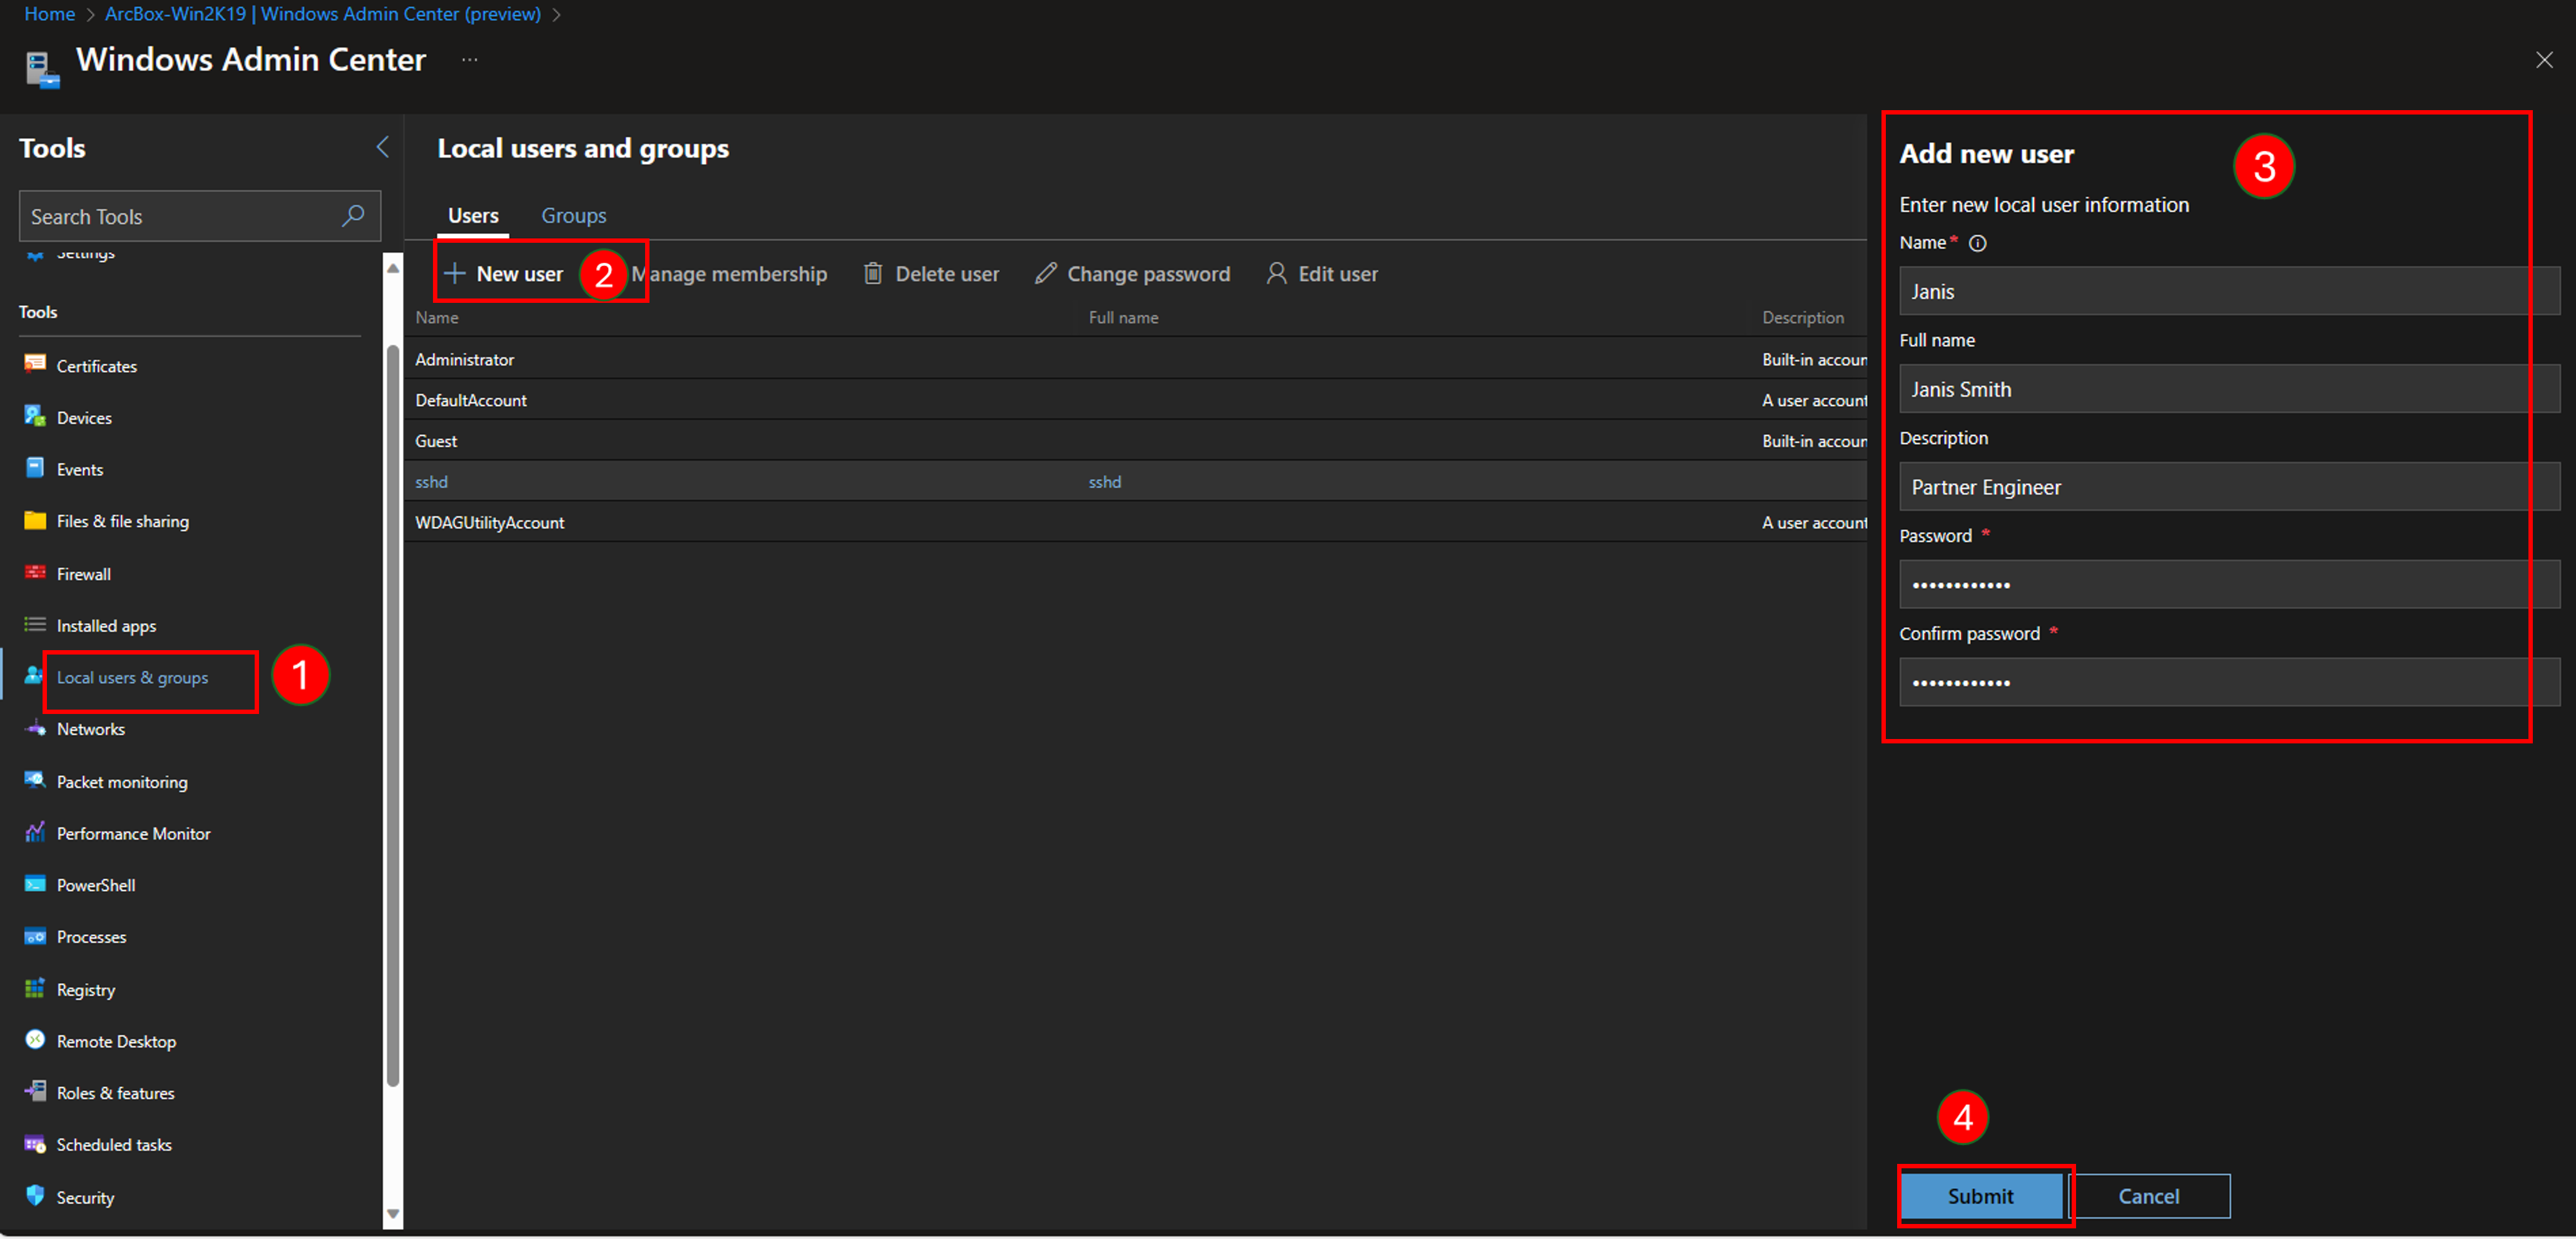 Home > ArcBox-Win2K19 | Windows Admin Center (preview) >
Windows Admin Center ...
Tools
Search Tools
Settings
Tools
Certificates
Devices
Events
Files & file sharing
Firewall
Installed apps
Local users & groups
1
Networks
Packet monitoring
Performance Monitor
PowerShell
Processes
Registry
Remote Desktop
Roles & features
Scheduled tasks
Security
Local users and groups
Users Groups
New user 2 Manage membership Delete user Change password Edit user
Name Full name Description
Administrator Built-in accoun
DefaultAccount A user account
Guest Built-in accoun
sshd sshd
WDAGUtilityAccount A user account
Add new user
3
Enter new local user information
Name *
Janis
Full name
Janis Smith
Description
Partner Engineer
Password *
••••••••••••
Confirm password *
••••••••••••
4
Submit Cancel